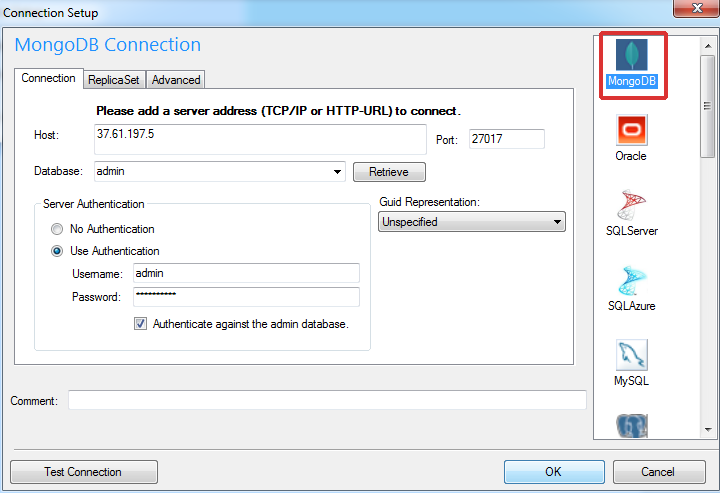 Connection Setup
MongoDB Connection
Connection
ReplicaSet
Advanced
Please add a server address (TCP/IP or HTTP-URL) to connect.
Host:
37.61.197.5
Port:
27017
Database:
admin
Retrieve
Server Authentication
Guid Representation:
Unspecified
No Authentication
Use Authentication
Username:
admin
Password:
**********
Authenticate against the admin database.
Comment:
Test Connection
OK
Cancel
MongoDB
Oracle
SQLServer
SQLAzure
MySQL